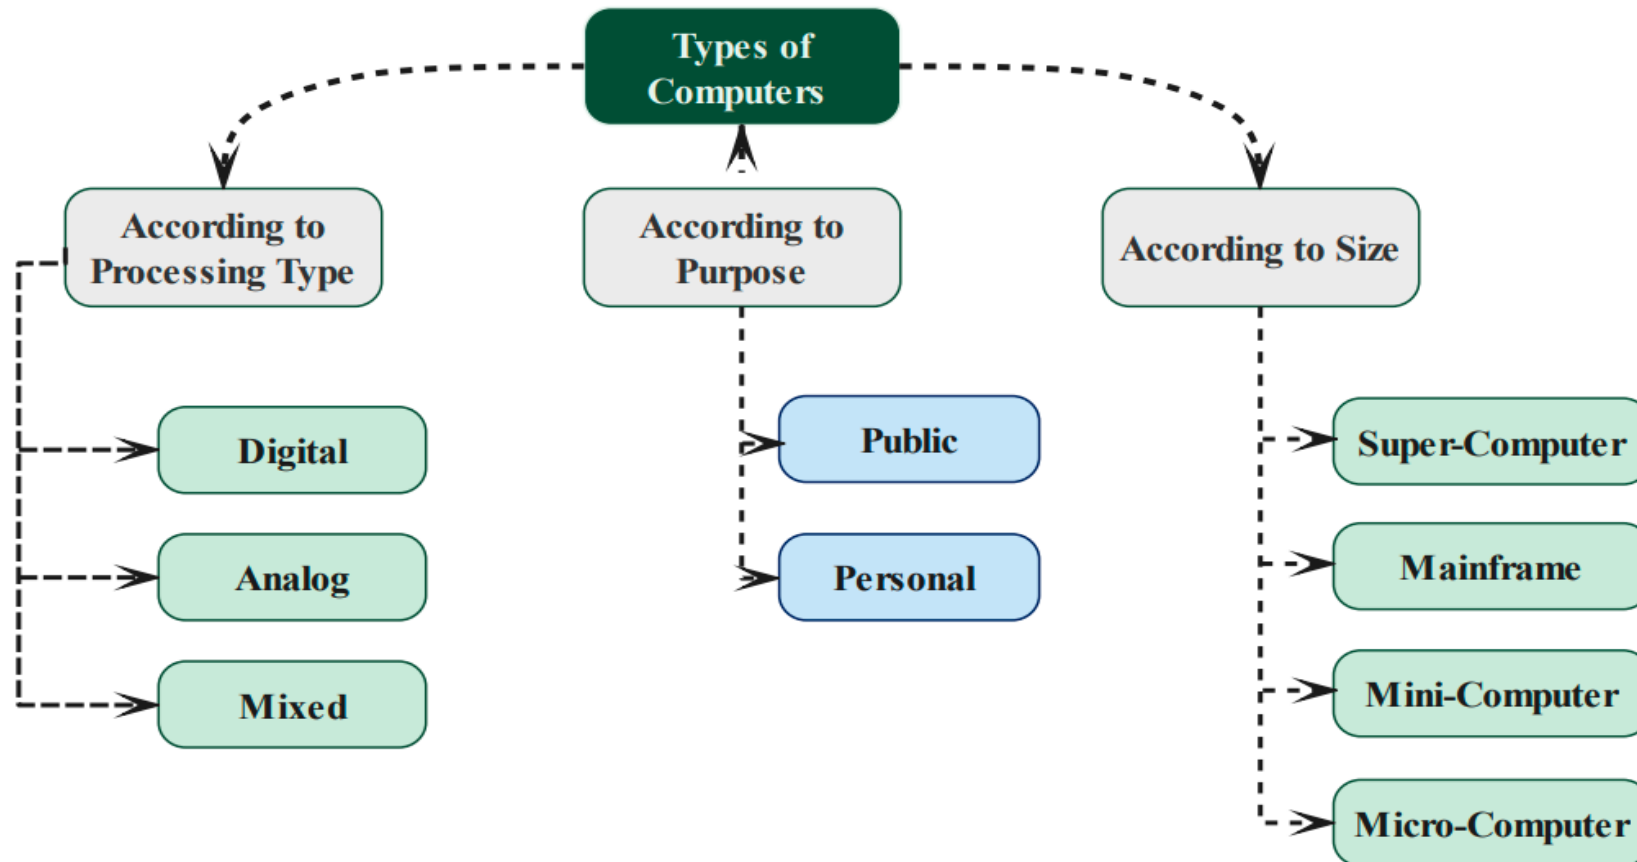 Types of
Computers
According to
Processing Type
According to
Purpose
According to Size
Digital
Analog
Mixed
Public
Personal
Super-Computer
Mainframe
Mini-Computer
Micro-Computer